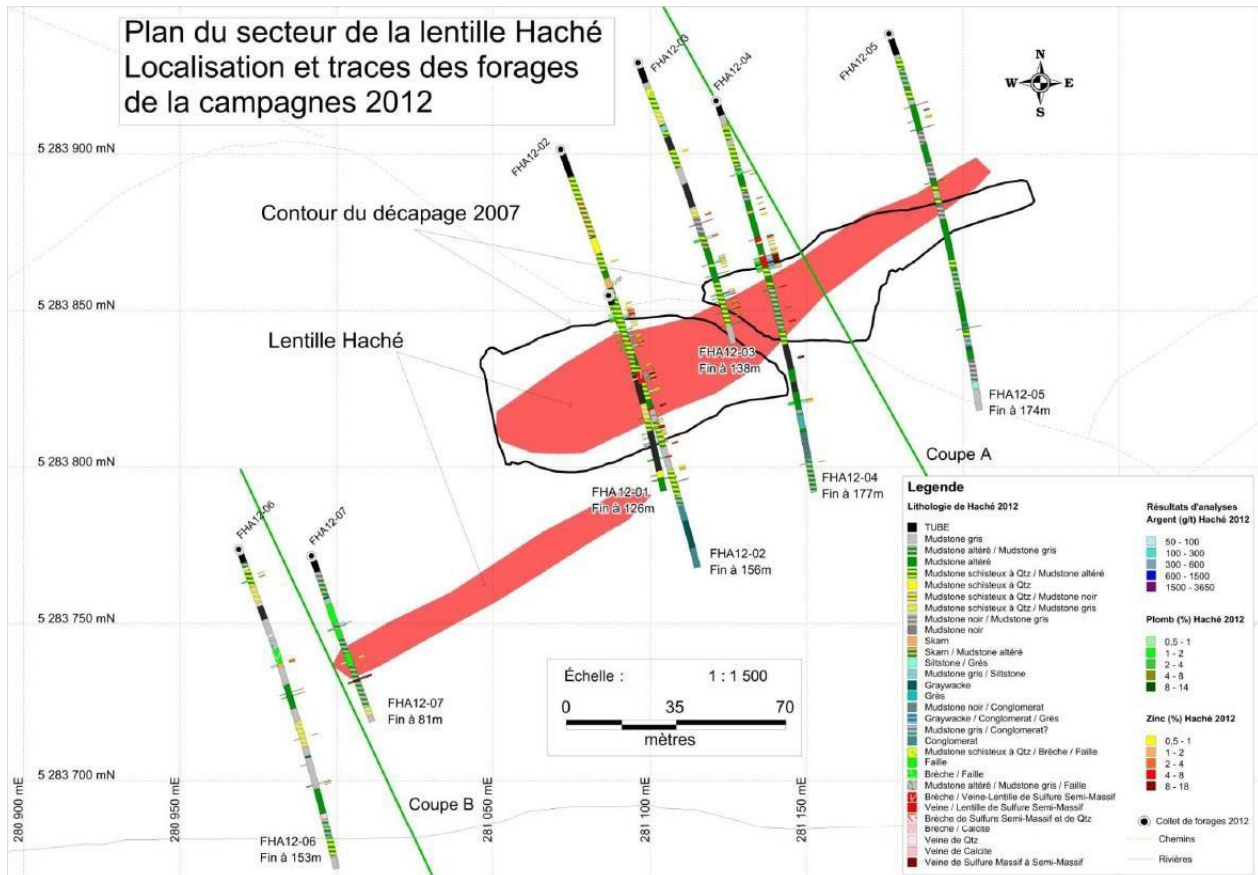 Plan du secteur de la lentille Haché
Localisation et traces des forages
de la campagnes 2012
N
W E
S
FHA12-03
FHA12-04
FHA12-05
FHA12-02
5 283 900 mN
Contour du décapage 2007
5 283 850 mN
Lentille Haché
FHA12-03
Fin à 138m
FHA12-05
Fin à 174m
5 283 800 mN
Coupe A
FHA12-04
Fin à 177m
FHA12-01
Fin à 126m
FHA12-02
Fin à 156m
FHA12-06
FHA12-07
5 283 750 mN
FHA12-07
Fin à 81m
5 283 700 mN
Coupe B
FHA12-06
Fin à 153m
280 900 mE
280 950 mE
281 050 mE
281 100 mE
281 150 mE
Échelle : 1 : 1 500
0 35 70
mètres
Legende
Lithologie de Haché 2012
TUBE
Mudstone gris
Mudstone altéré / Mudstone gris
Mudstone altéré
Mudstone schisteux à Qtz / Mudstone altéré
Mudstone schisteux à Qtz
Mudstone schisteux à Qtz / Mudstone noir
Mudstone schisteux à Qtz / Mudstone gris
Mudstone noir / Mudstone gris
Mudstone noir
Skarn
Skarn / Mudstone altéré
Siltstone / Grès
Mudstone gris / Siltstone
Graywacke
Grès
Mudstone noir / Conglomerat
Graywacke / Conglomerat / Grès
Mudstone gris / Conglomerat?
Conglomerat
Mudstone schisteux à Qtz / Brèche / Faille
Faille
Brèche / Faille
Mudstone altéré / Mudstone gris / Faille
Brèche / Veine-Lentille de Sulfure Semi-Massif
Veine / Lentille de Sulfure Semi-Massif
Brèche de Sulfure Semi-Massif et de Qtz
Brèche / Calcite
Veine de Qtz
Veine de Calcite
Veine de Sulfure Massif à Semi-Massif
Résultats d'analyses
Argent (g/t) Haché 2012
50 - 100
100 - 300
300 - 600
600 - 1500
1500 - 3650
Plomb (%) Haché 2012
0,5 - 1
1 - 2
2 - 4
4 - 8
8 - 14
Zinc (%) Haché 2012
0,5 - 1
1 - 2
2 - 4
4 - 8
8 - 18
Collet de forages 2012
Chemins
Rivières